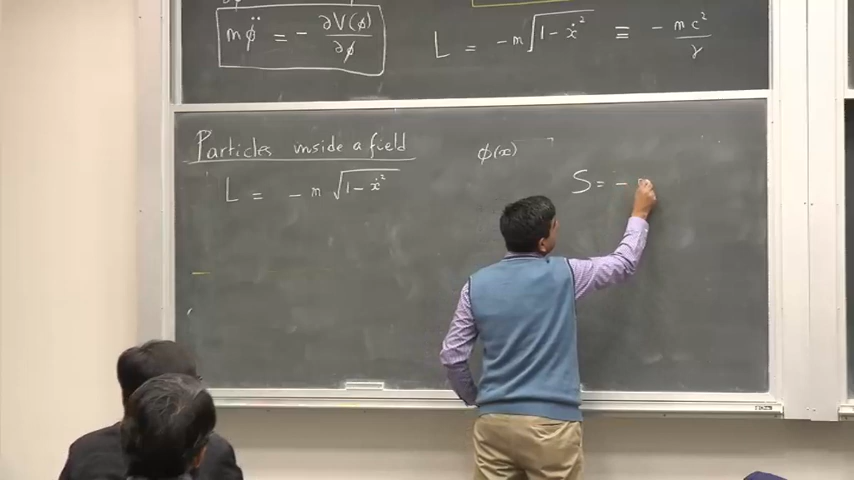 mφ̈ = - ∂V(φ)/∂φ
L = -m√(1-ẋ²) ≡ - mc²/γ
Particles inside a field
φ(x)
L = -m √(1-ẋ²)
S = -